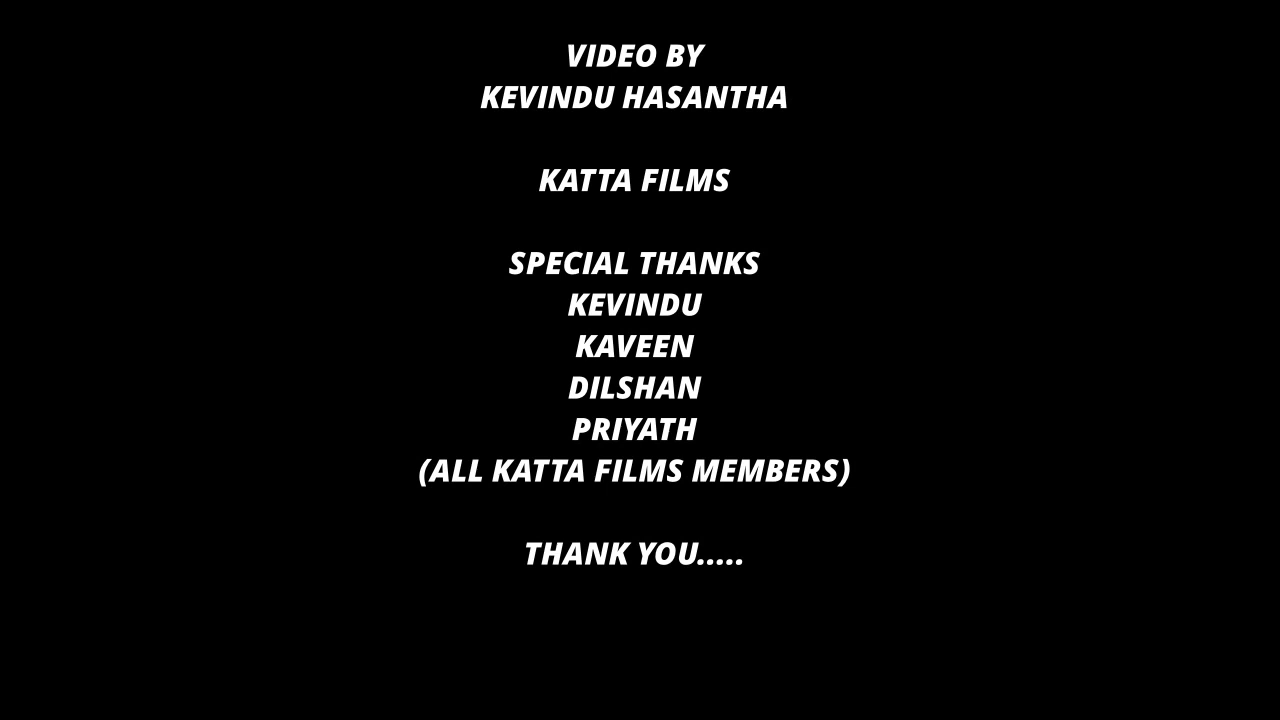 VIDEO BY
KEVINDU HASANTHA
KATTA FILMS
SPECIAL THANKS
KEVINDU
KAVEEN
DILSHAN
PRIYATH
(ALL KATTA FILMS MEMBERS)
THANK YOU.....